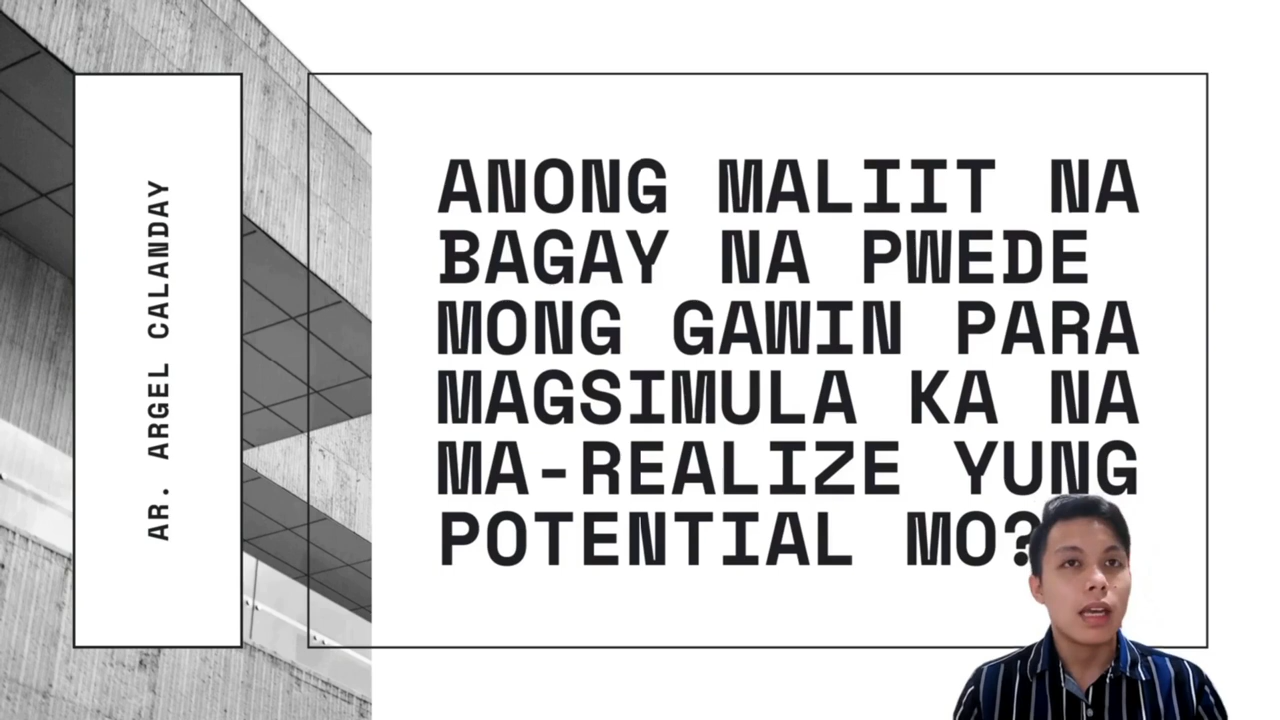 AR. ARGEL CALANDAY
ANONG MALIIT NA
BAGAY NA PWEDE
MONG GAWIN PARA
MAGSIMULA KA NA
MA-REALIZE YUNG
POTENTIAL MO?